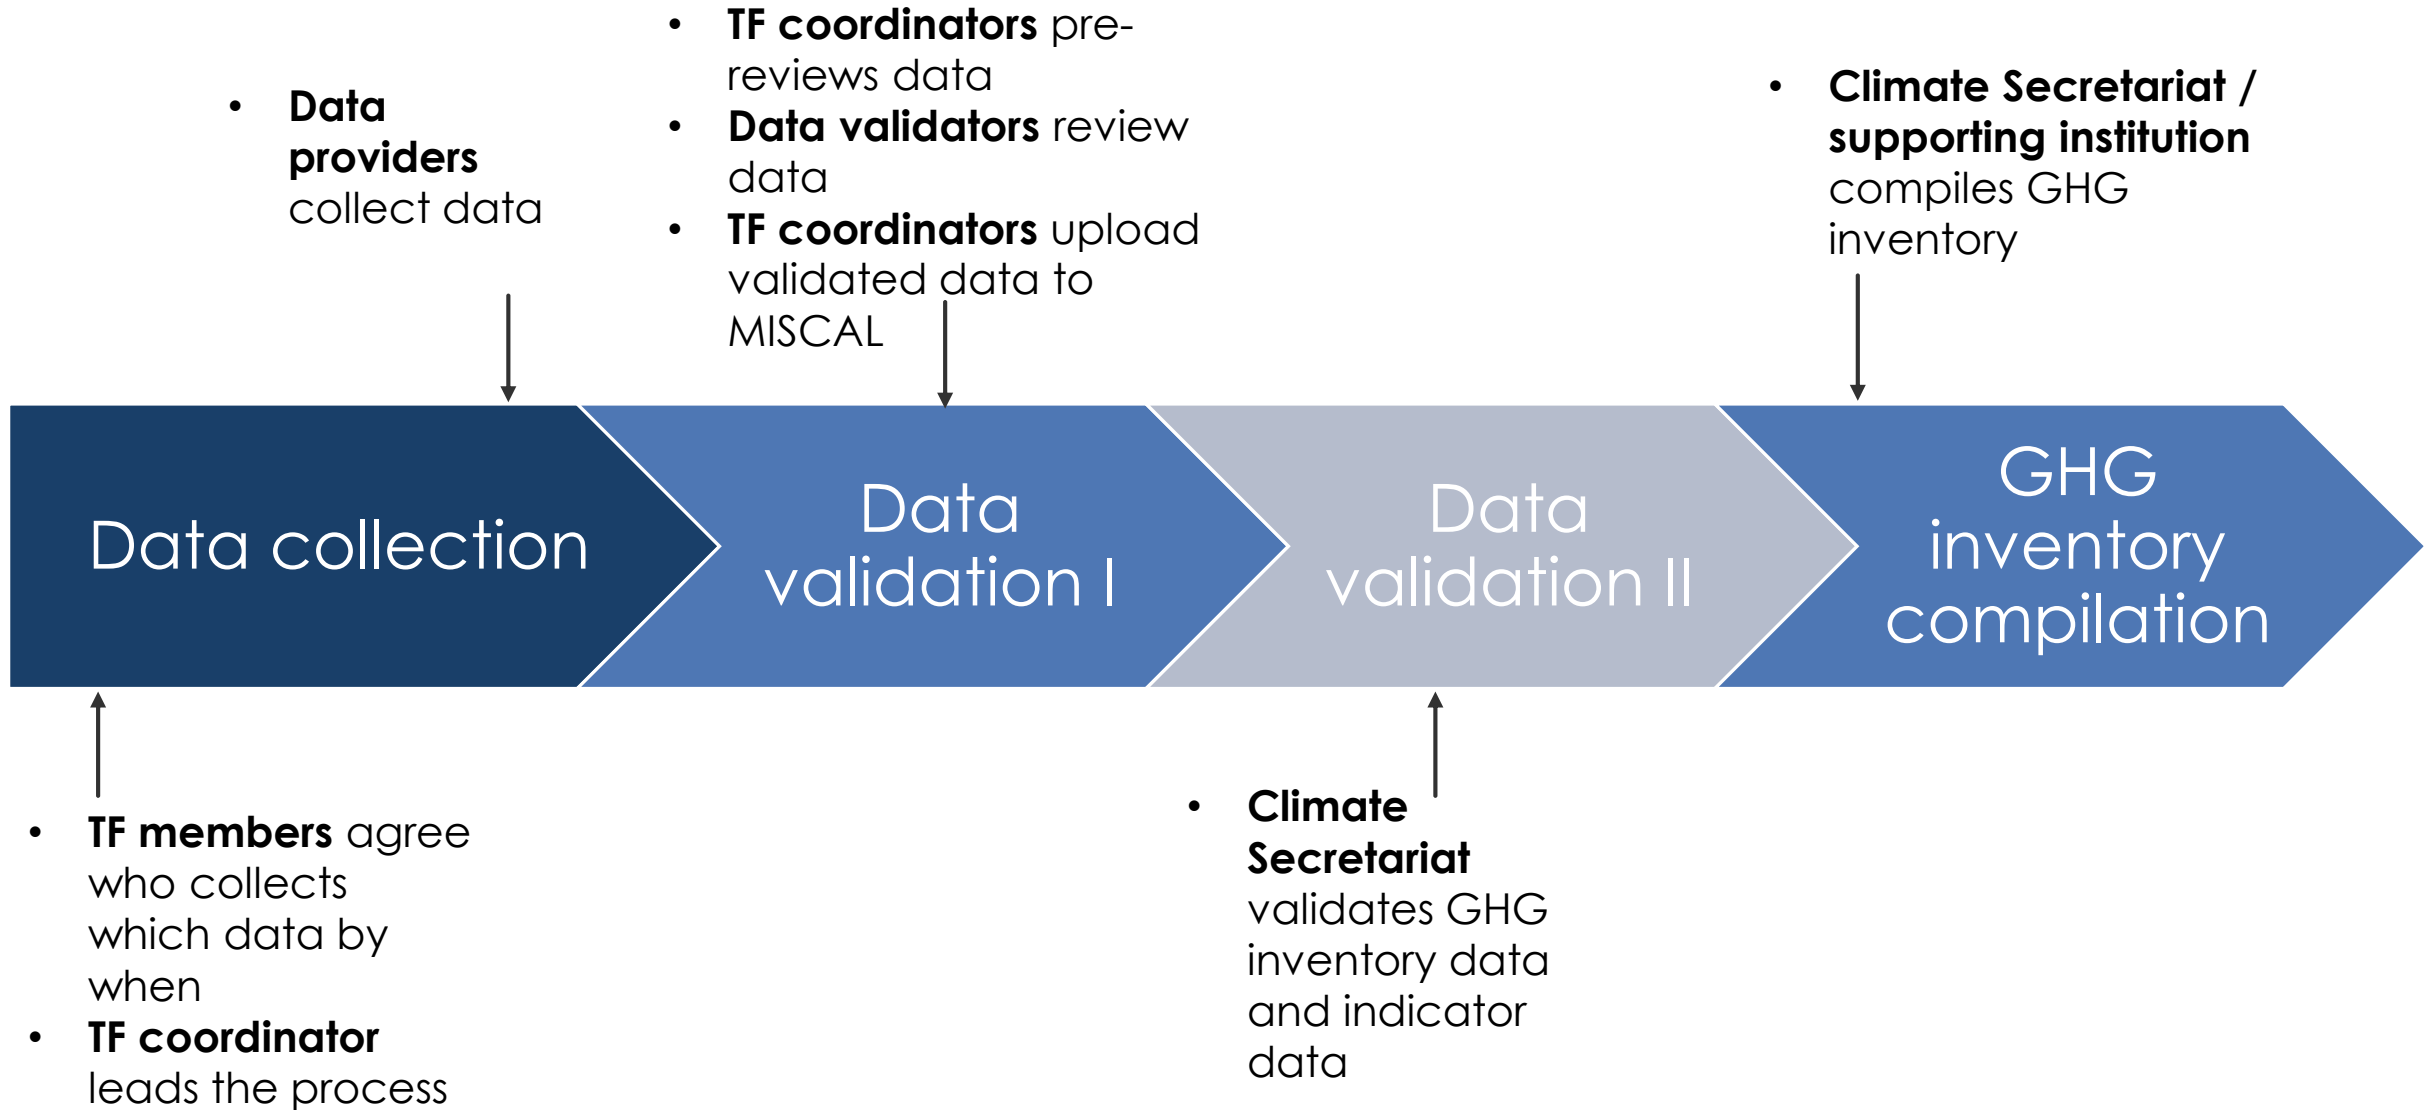 • Data
providers
collect data
• TF coordinators pre-
reviews data
• Data validators review
data
• TF coordinators upload
validated data to
MISCAL
• Climate Secretariat /
supporting institution
compiles GHG
inventory
Data collection
Data
validation I
Data
validation II
GHG
inventory
compilation
• TF members agree
who collects
which data by
when
• TF coordinator
leads the process
• Climate
Secretariat
validates GHG
inventory data
and indicator
data